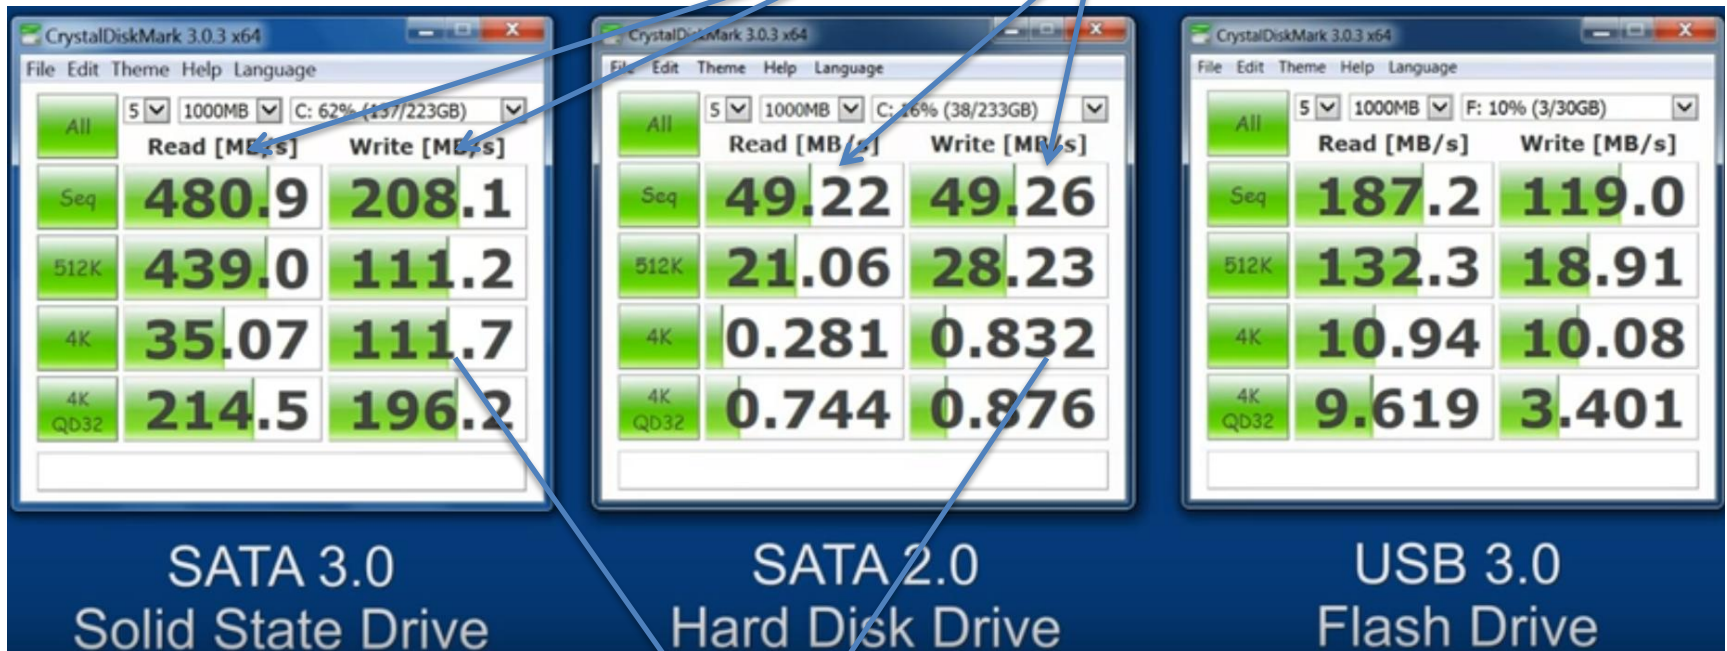 CrystalDiskMark 3.0.3 x64
File Edit Theme Help Language
All 5 1000MB C: 62% (137/223GB)
Read [MB/s] Write [MB/s]
Seq 480.9 208.1
512K 439.0 111.2
4K 35.07 111.7
4K
QD32 214.5 196.2
SATA 3.0
Solid State Drive
CrystalDiskMark 3.0.3 x64
File Edit Theme Help Language
All 5 1000MB C: 16% (38/233GB)
Read [MB/s] Write [MB/s]
Seq 49.22 49.26
512K 21.06 28.23
4K 0.281 0.832
4K
QD32 0.744 0.876
SATA 2.0
Hard Disk Drive
CrystalDiskMark 3.0.3 x64
File Edit Theme Help Language
All 5 1000MB F: 10% (3/30GB)
Read [MB/s] Write [MB/s]
Seq 187.2 119.0
512K 132.3 18.91
4K 10.94 10.08
4K
QD32 9.619 3.401
USB 3.0
Flash Drive